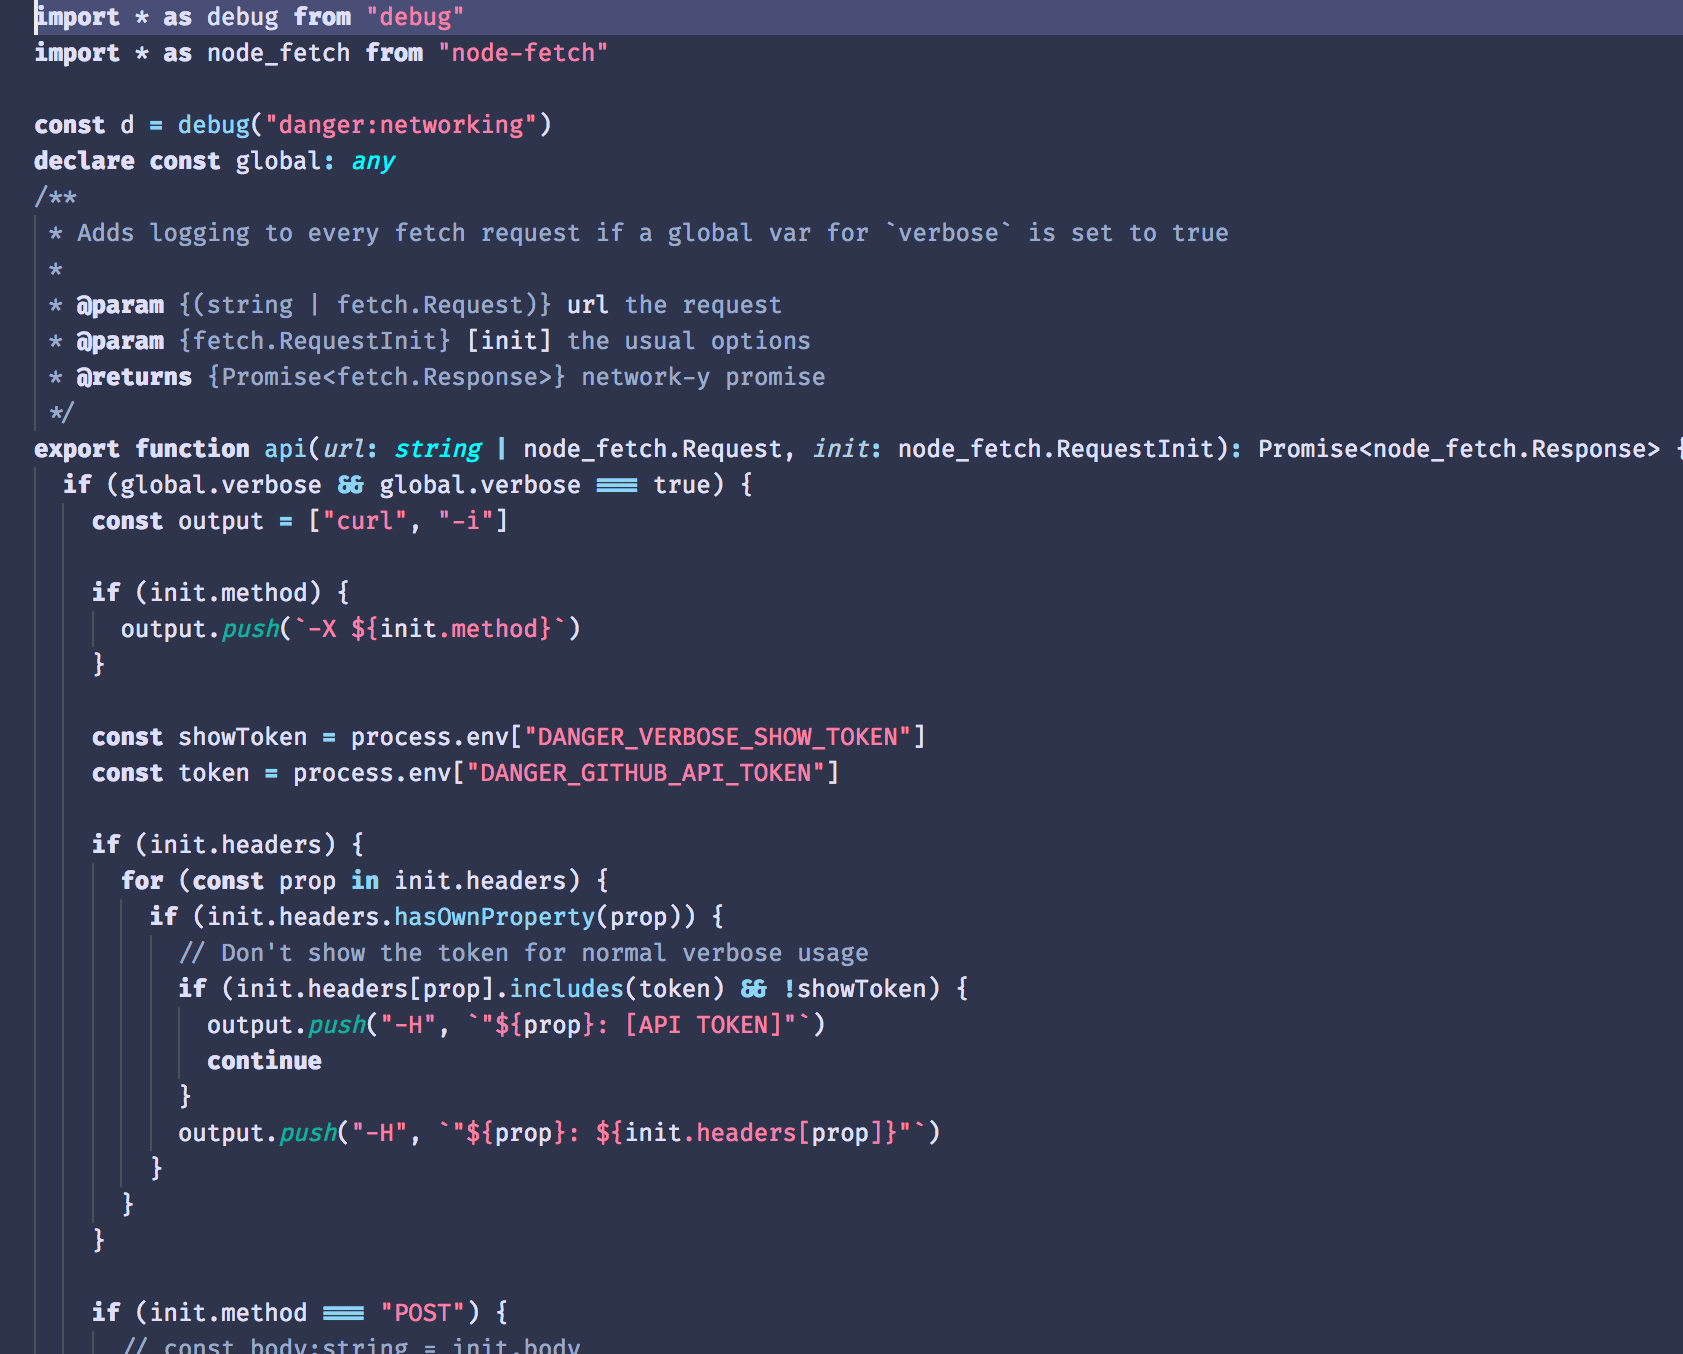 import * as debug from "debug"
import * as node_fetch from "node-fetch"

const d = debug("danger:networking")
declare const global: any
/**
 * Adds logging to every fetch request if a global var for `verbose` is set to true
 *
 * @param {(string | fetch.Request)} url the request
 * @param {fetch.RequestInit} [init] the usual options
 * @returns {Promise<fetch.Response>} network-y promise
 */
export function api(url: string | node_fetch.Request, init: node_fetch.RequestInit): Promise<node_fetch.Response> {
  if (global.verbose && global.verbose === true) {
    const output = ["curl", "-i"]

    if (init.method) {
      output.push(`-X ${init.method}`)
    }

    const showToken = process.env["DANGER_VERBOSE_SHOW_TOKEN"]
    const token = process.env["DANGER_GITHUB_API_TOKEN"]

    if (init.headers) {
      for (const prop in init.headers) {
        if (init.headers.hasOwnProperty(prop)) {
          // Don't show the token for normal verbose usage
          if (init.headers[prop].includes(token) && !showToken) {
            output.push("-H", `"${prop}: [API TOKEN]"`)
            continue
          }
          output.push("-H", `"${prop}: ${init.headers[prop]}"`)
        }
      }
    }

    if (init.method === "POST") {
      // const body:string = init.body